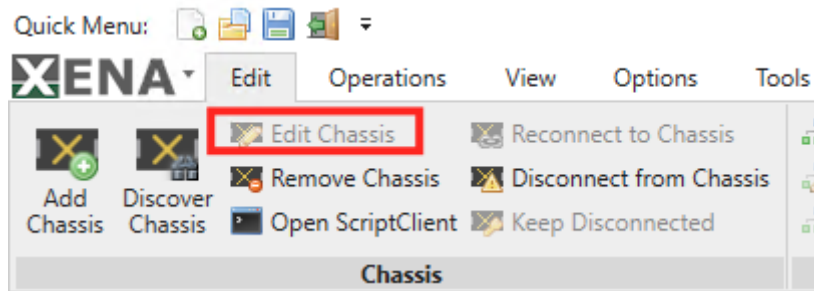 Quick Menu:
XENA Edit Operations View Options Tools
Edit Chassis Reconnect to Chassis
Add Chassis
Discover Chassis
Remove Chassis Disconnect from Chassis
Open ScriptClient Keep Disconnected
Chassis